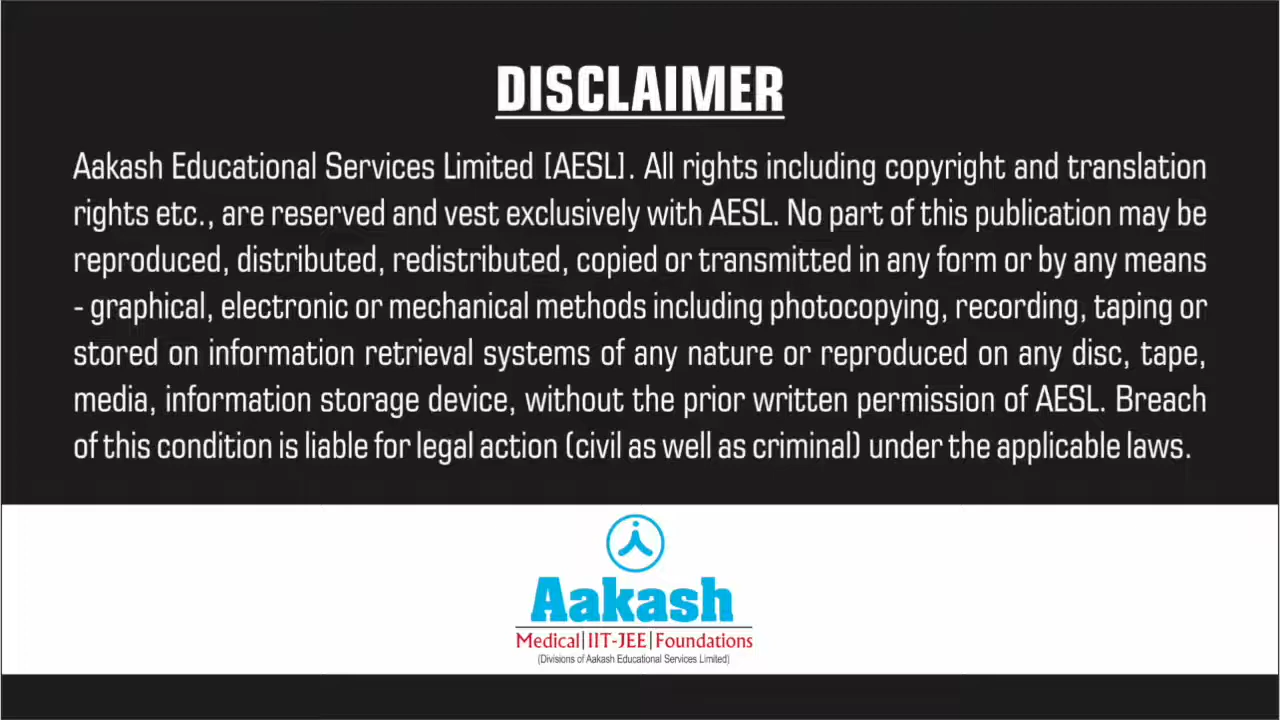 DISCLAIMER
Aakash Educational Services Limited [AESL]. All rights including copyright and translation
rights etc., are reserved and vest exclusively with AESL. No part of this publication may be
reproduced, distributed, redistributed, copied or transmitted in any form or by any means
- graphical, electronic or mechanical methods including photocopying, recording, taping or
stored on information retrieval systems of any nature or reproduced on any disc, tape,
media, information storage device, without the prior written permission of AESL. Breach
of this condition is liable for legal action (civil as well as criminal) under the applicable laws.
Aakash
Medical|IIT-JEE|Foundations
(Divisions of Aakash Educational Services Limited)